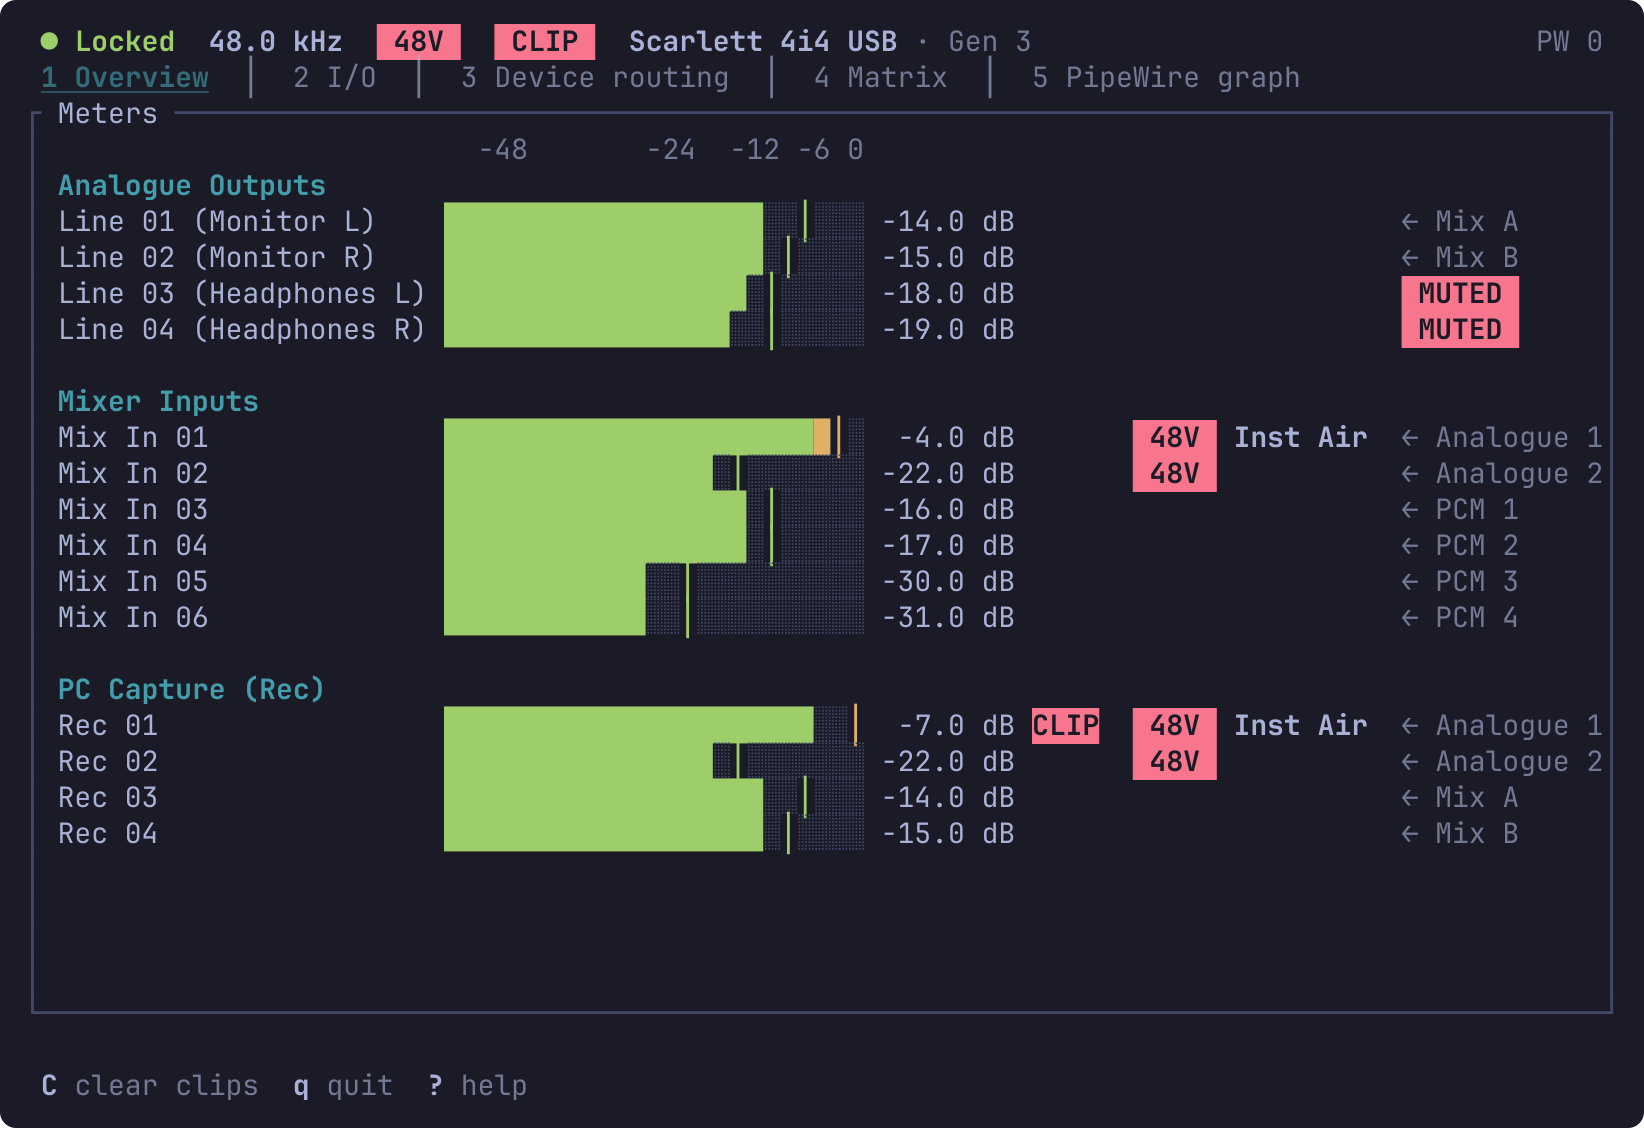 ● Locked 48.0 kHz 48V CLIP Scarlett 4i4 USB · Gen 3 PW 0
1 Overview │ 2 I/O │ 3 Device routing │ 4 Matrix │ 5 PipeWire graph
Meters
-48 -24 -12 -6 0
Analogue Outputs
Line 01 (Monitor L) -14.0 dB ← Mix A
Line 02 (Monitor R) -15.0 dB ← Mix B
Line 03 (Headphones L) -18.0 dB MUTED
Line 04 (Headphones R) -19.0 dB MUTED
Mixer Inputs
Mix In 01 -4.0 dB 48V Inst Air ← Analogue 1
Mix In 02 -22.0 dB 48V ← Analogue 2
Mix In 03 -16.0 dB ← PCM 1
Mix In 04 -17.0 dB ← PCM 2
Mix In 05 -30.0 dB ← PCM 3
Mix In 06 -31.0 dB ← PCM 4
PC Capture (Rec)
Rec 01 -7.0 dB CLIP 48V Inst Air ← Analogue 1
Rec 02 -22.0 dB 48V ← Analogue 2
Rec 03 -14.0 dB ← Mix A
Rec 04 -15.0 dB ← Mix B
C clear clips q quit ? help